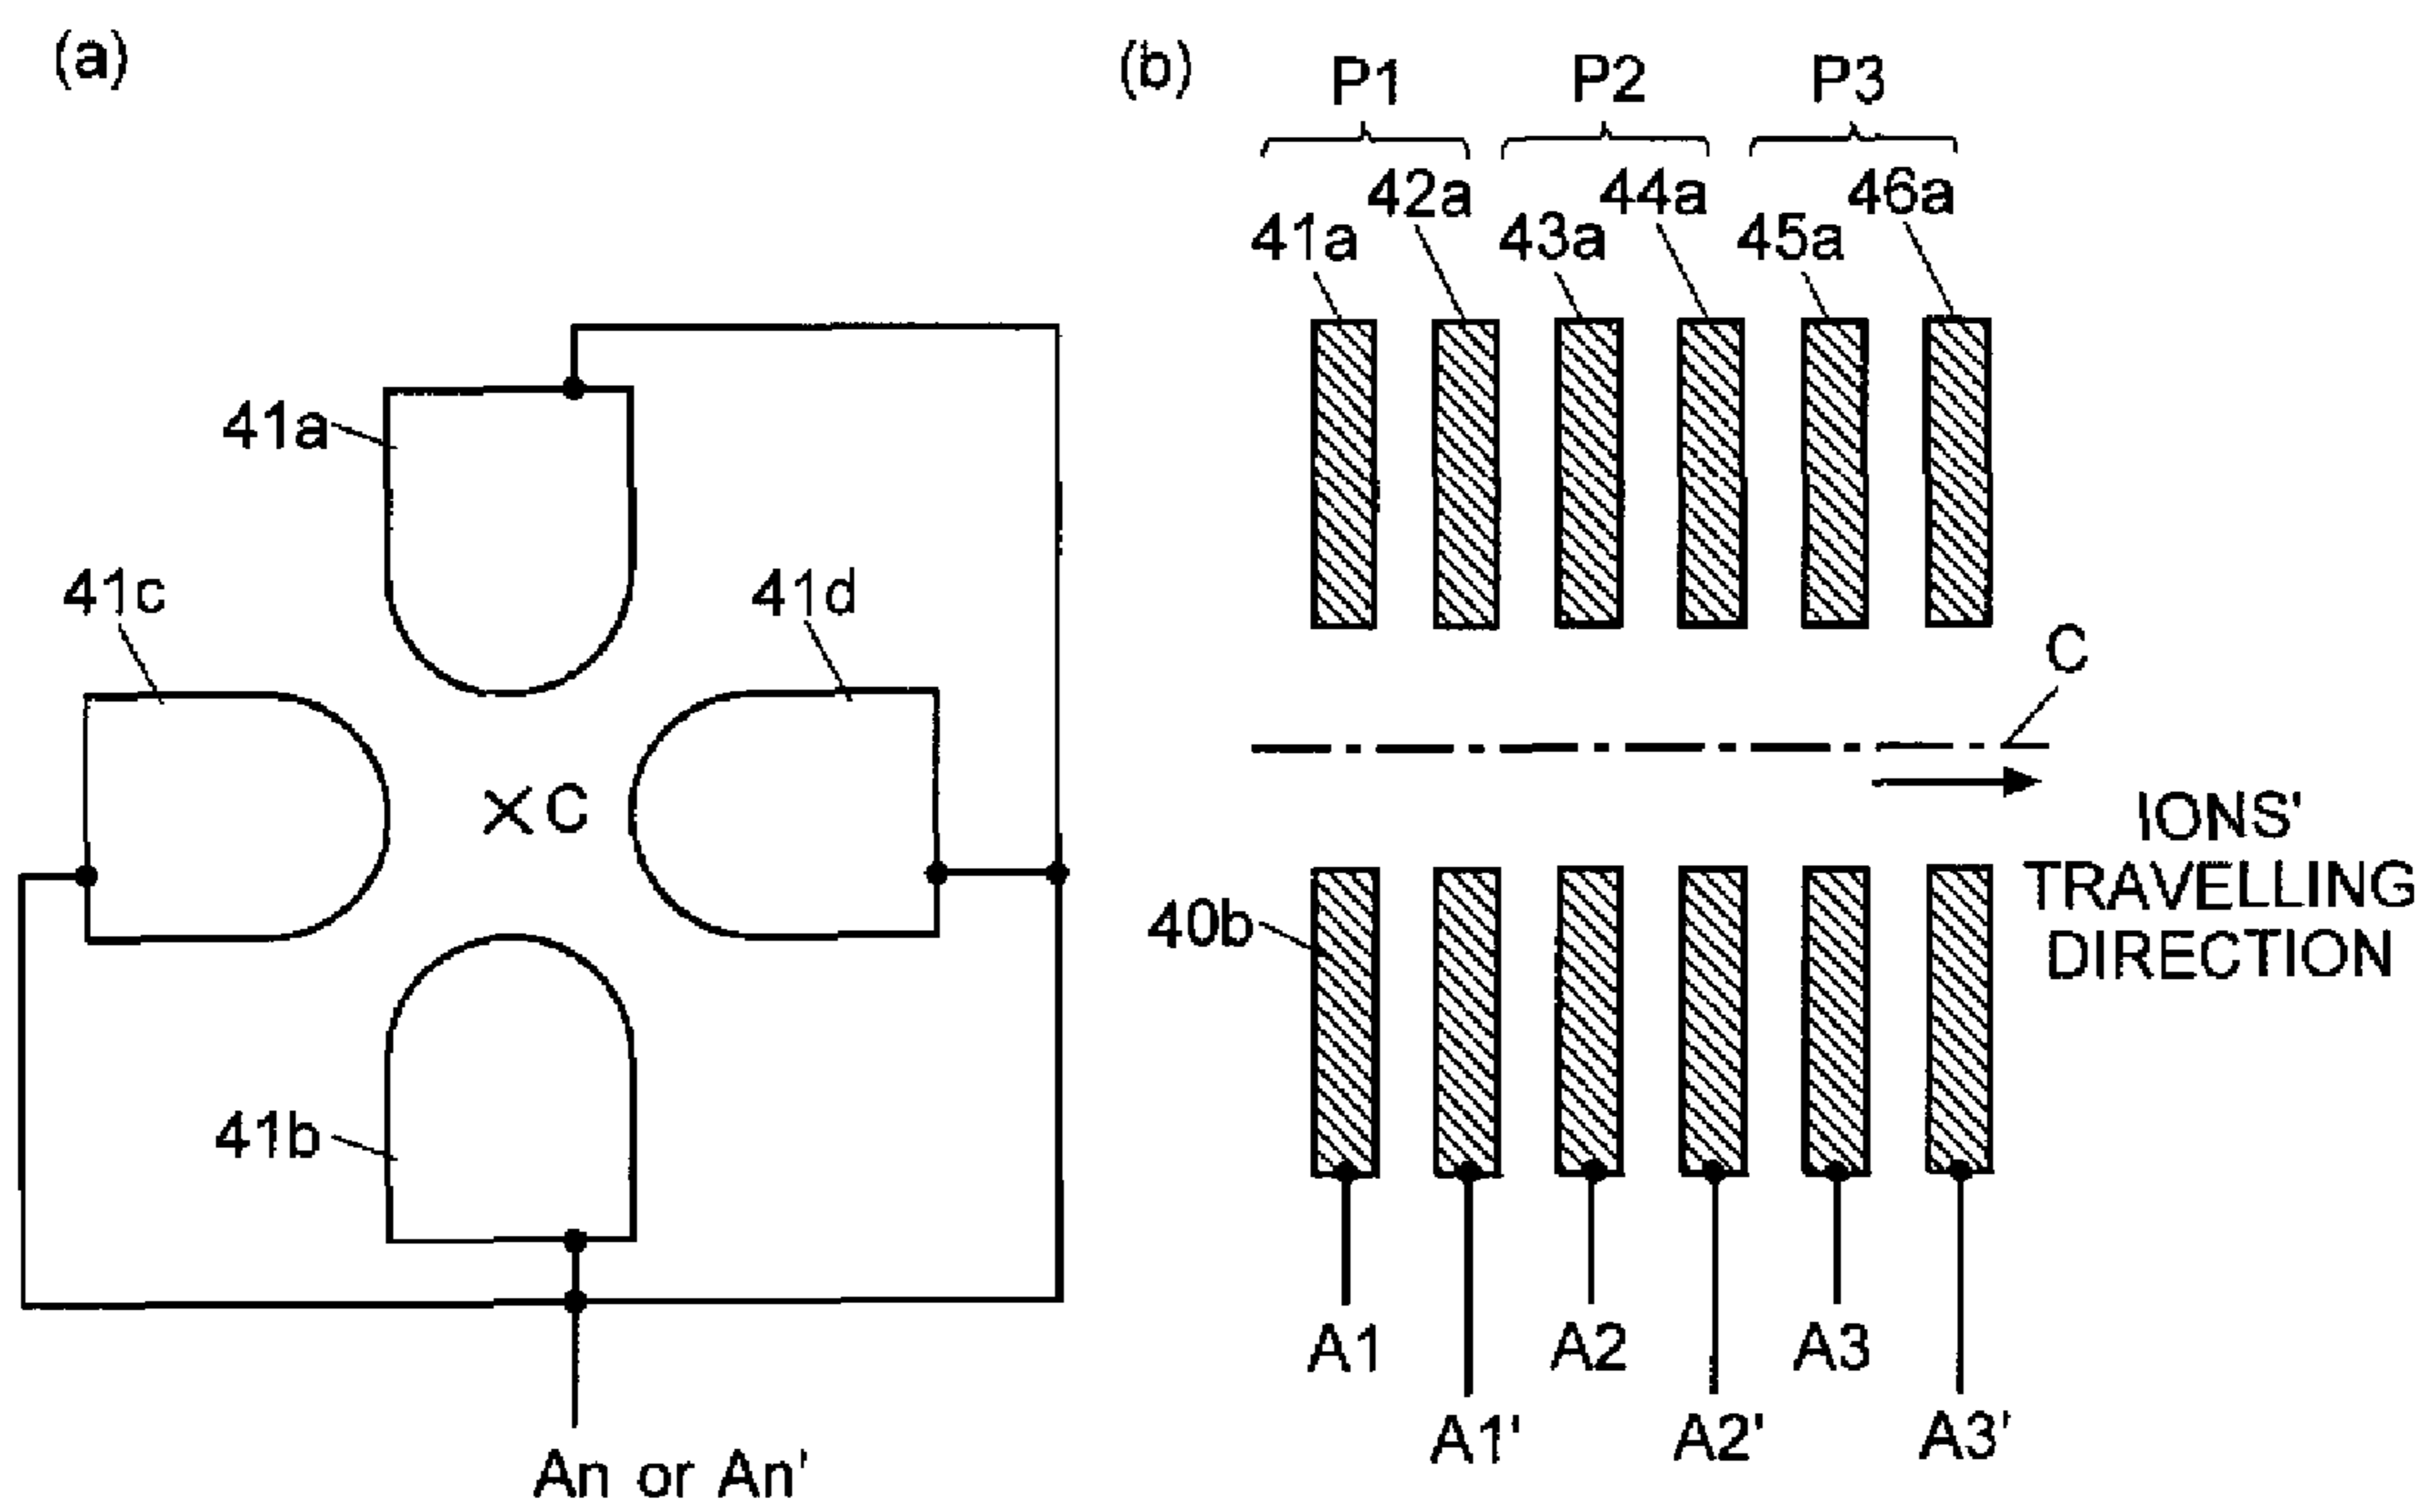 (a)
41a
41c
41d
C
41b
An or An'
(b)
P1 P2 P3
42a 44a 46a
41a 43a 45a
C
IONS'
TRAVELLING
DIRECTION
40b
A1 A2 A3
A1' A2' A3'